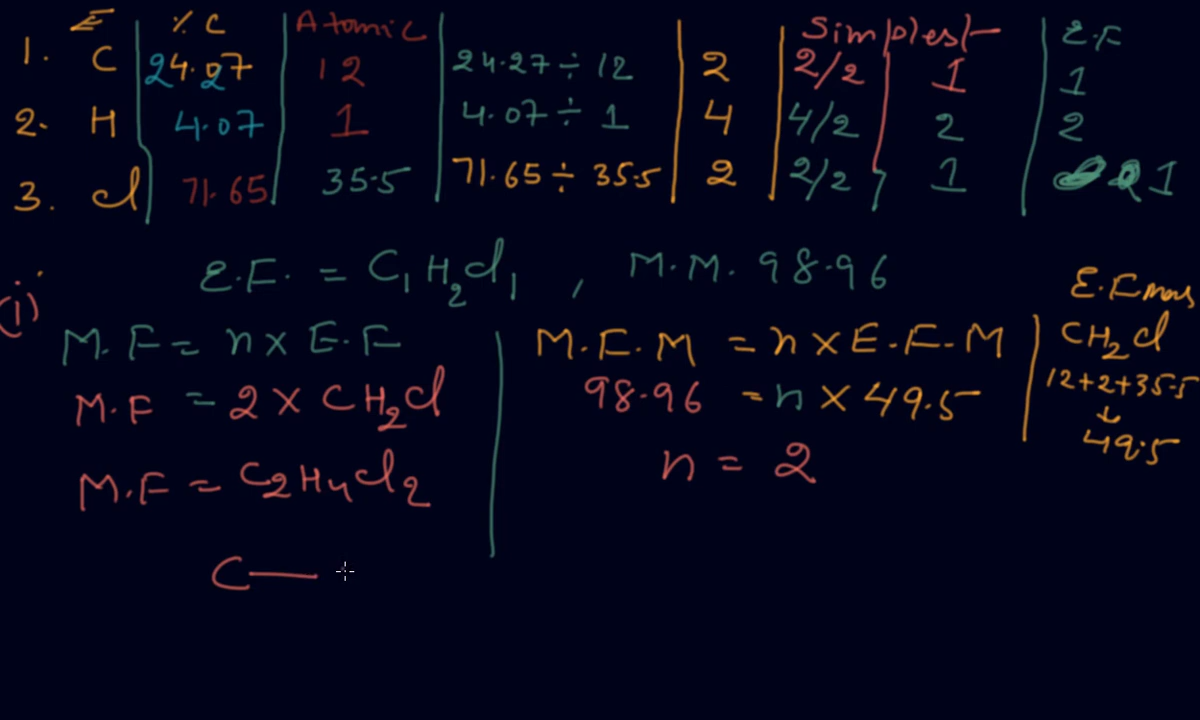 E % C Atomic Simplest E.F
1. C 24.07 12 24.27 ÷ 12 2 2/2 1 1
2. H 4.07 1 4.07 ÷ 1 4 4/2 2 2
3. Cl 71.65 35.5 71.65 ÷ 35.5 2 2/2 1 1
E.F. = C₁H₂Cl₁ , M.M. 98.96
(i)
M.F = n x E.F
M.F = 2 x CH₂Cl
M.F = C₂H₄Cl₂
C—
M.F.M = n x E.F.M
98.96 = n x 49.5
n = 2
E.F mass
CH₂Cl
12+2+35.5
↓
49.5